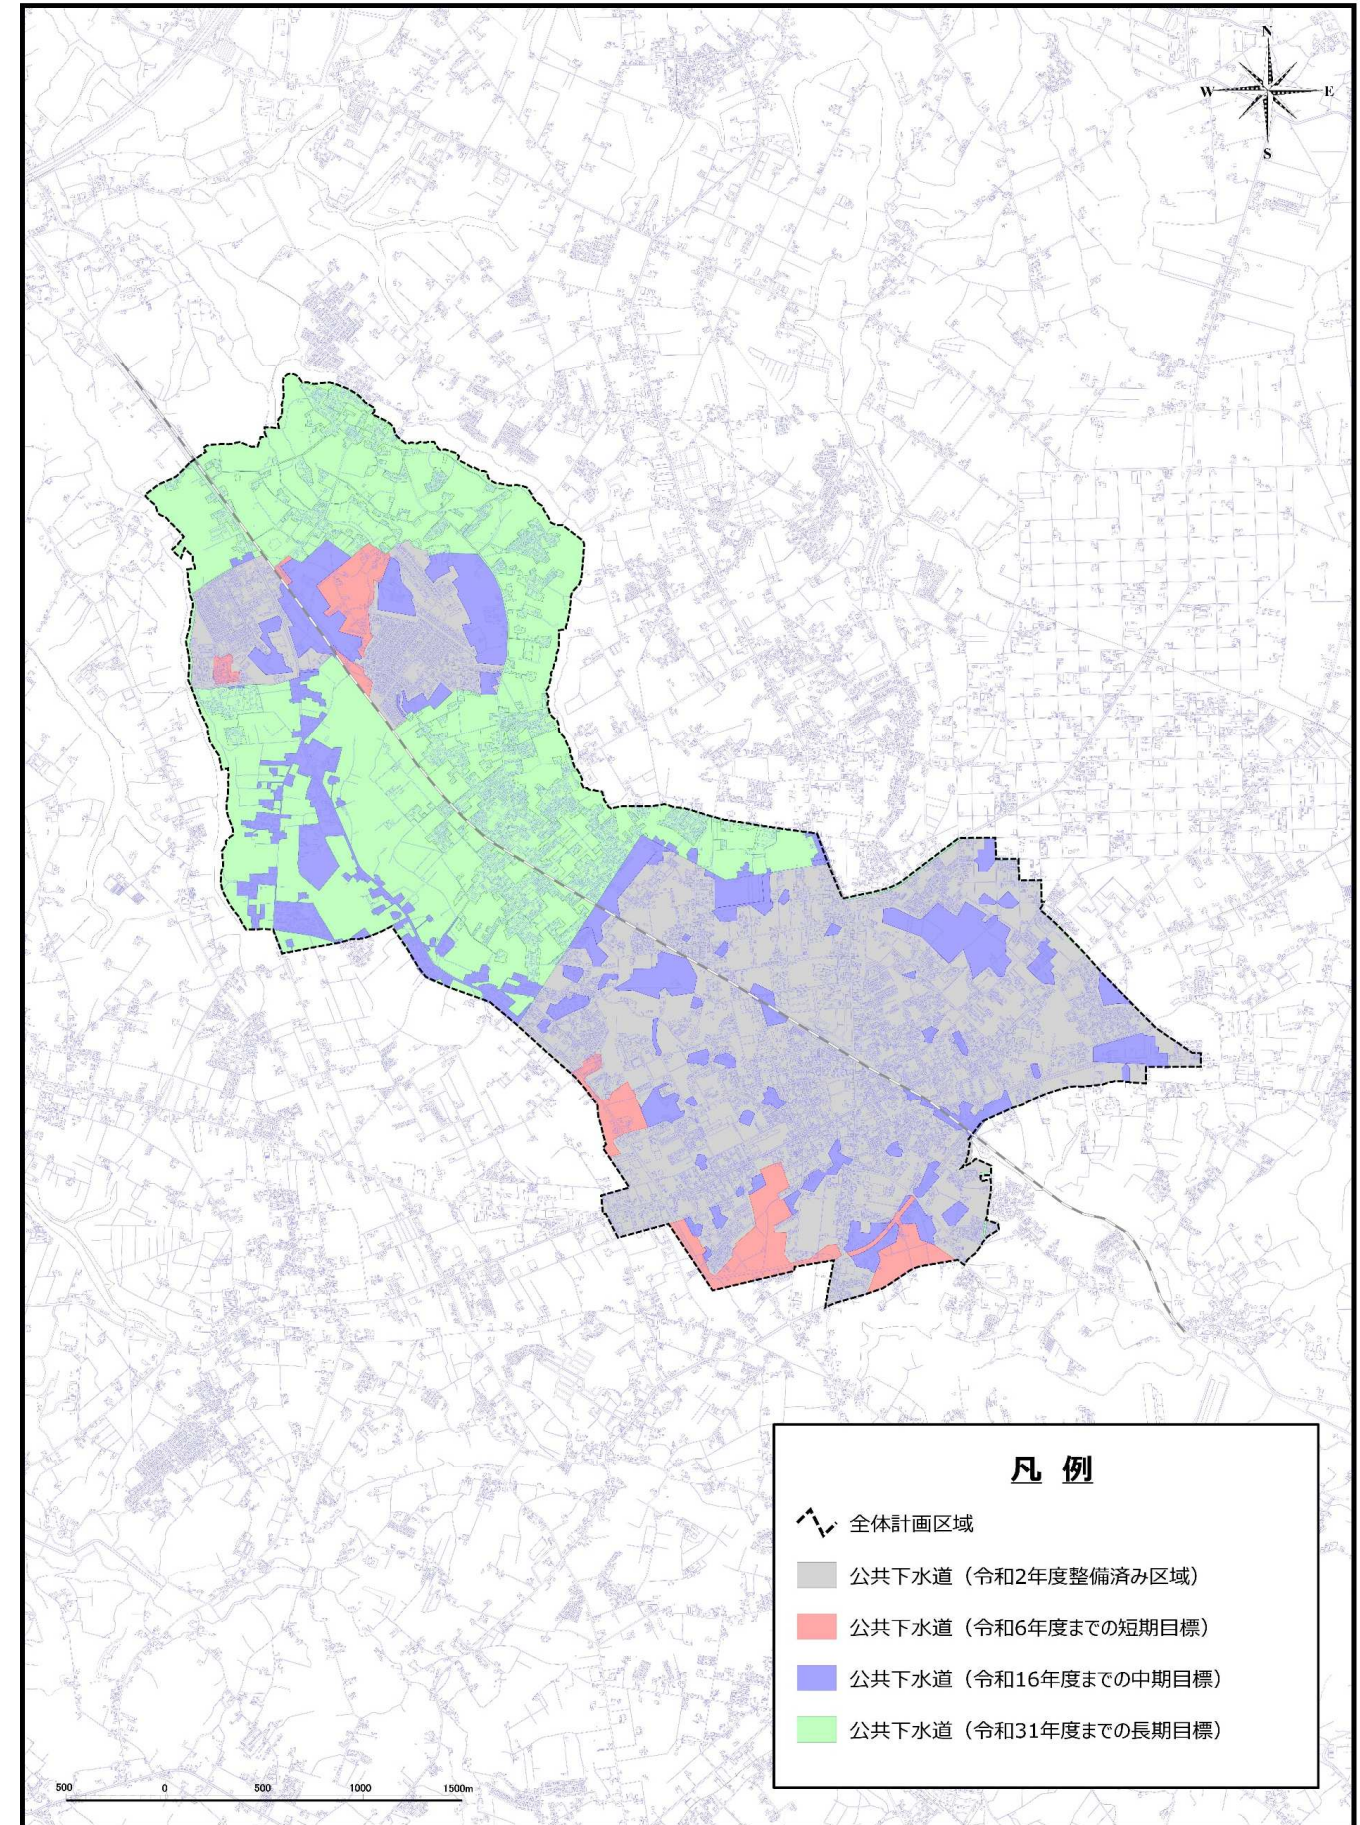 N
W E
S
凡 例
全体計画区域
公共下水道（令和2年度整備済み区域）
公共下水道（令和6年度までの短期目標）
公共下水道（令和16年度までの中期目標）
公共下水道（令和31年度までの長期目標）
500 0 500 1000 1500m